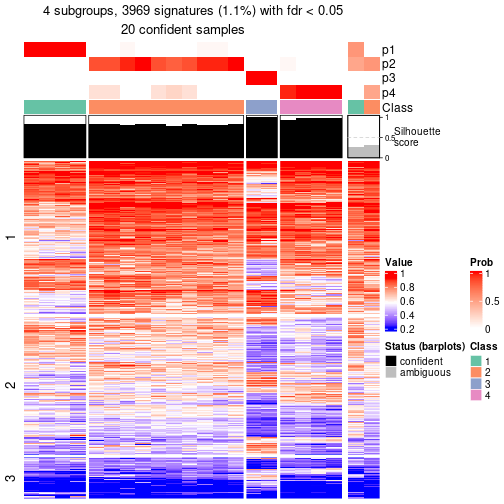 4 subgroups, 3969 signatures (1.1%) with fdr < 0.05
20 confident samples
p1
p2
p3
p4
Class
1
0.5
0
Silhouette
score
1
2
3
Value
1
0.8
0.6
0.4
0.2
Prob
1
0.5
0
Status (barplots)
confident
ambiguous
Class
1
2
3
4